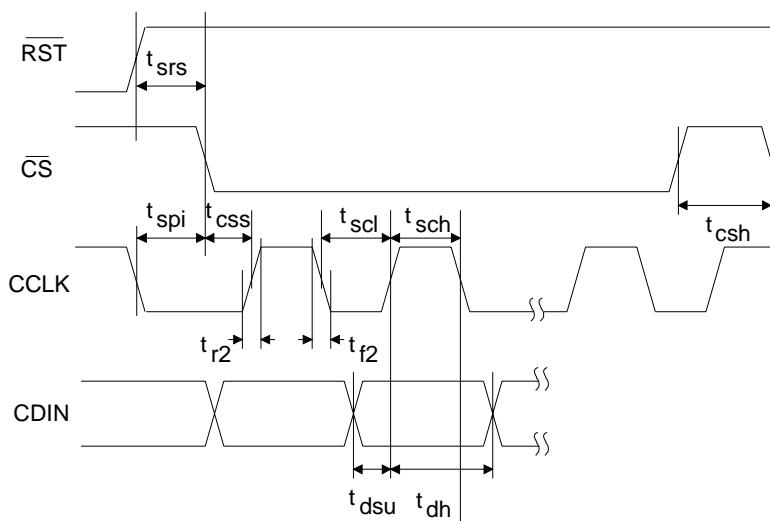 RST
t srs
CS
t spi
t css
t scl
t sch
t csh
CCLK
t r2
t f2
CDIN
t dsu
t dh